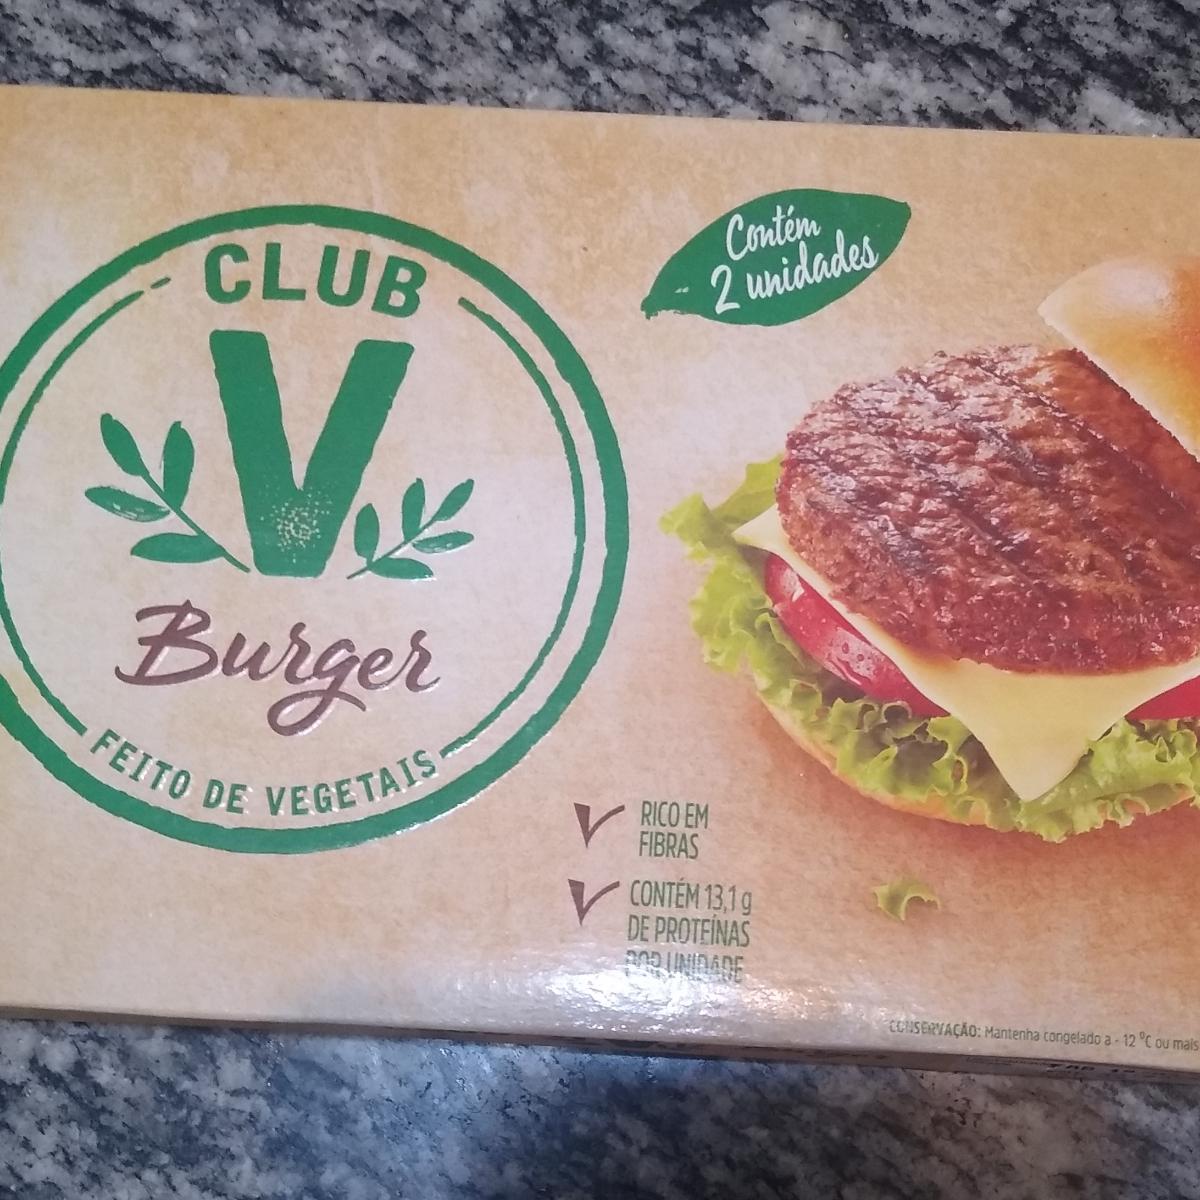 CLUB
V
Burger
FEITO DE VEGETAIS
Contém
2 unidades
RICO EM
FIBRAS
CONTÉM 13,1 g
DE PROTEÍNAS
POR UNIDADE
CONSERVAÇÃO: Mantenha congelado a - 12 °C ou mais